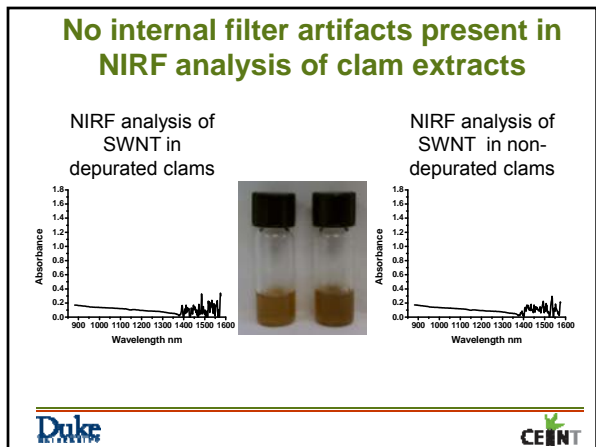 No internal filter artifacts present in
NIRF analysis of clam extracts
NIRF analysis of
SWNT in
depurated clams
1.8
1.6
1.4
1.2
1.0
0.8
0.6
0.4
0.2
0.0
Absorbance
900 1000 1100 1200 1300 1400 1500 1600
Wavelength nm
NIRF analysis of
SWNT in non-
depurated clams
1.8
1.6
1.4
1.2
1.0
0.8
0.6
0.4
0.2
0.0
Absorbance
900 1000 1100 1200 1300 1400 1500 1600
Wavelength nm
Duke
UNIVERSITY
CEINT